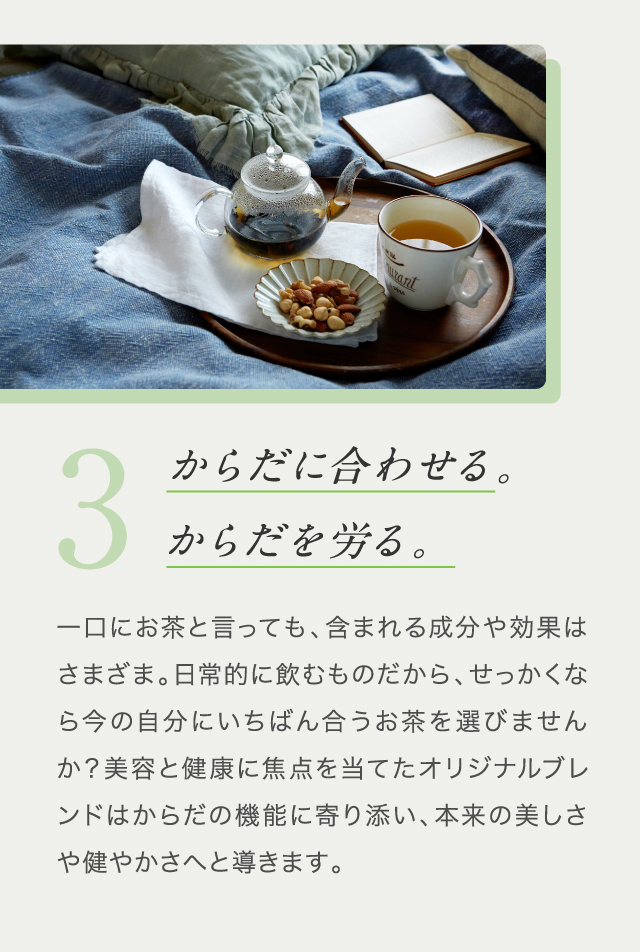 3
からだに合わせる。
からだを労る。
一口にお茶と言っても、含まれる成分や効果は
さまざま。日常的に飲むものだから、せっかくな
ら今の自分にいちばん合うお茶を選びません
か?美容と健康に焦点を当てたオリジナルブレ
ンドはからだの機能に寄り添い、本来の美しさ
や健やかさへと導きます。